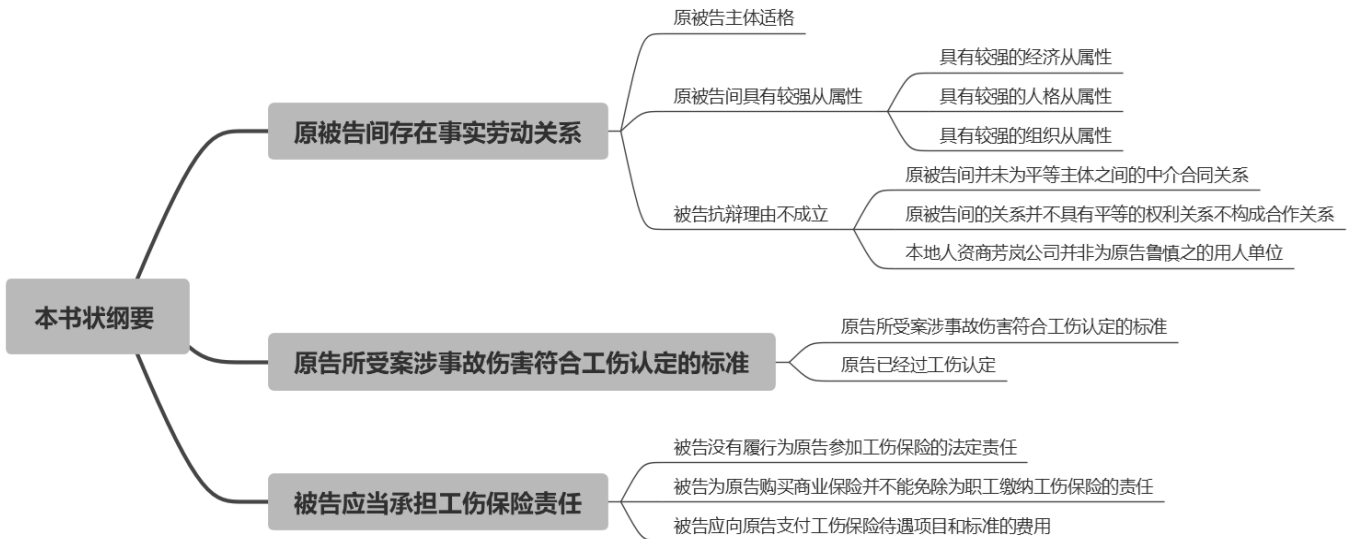 本书状纲要
原被告间存在事实劳动关系
原被告主体适格
原被告间具有较强从属性
具有较强的经济从属性
具有较强的人格从属性
具有较强的组织从属性
被告抗辩理由不成立
原被告间并未为平等主体之间的中介合同关系
原被告间的关系并不具有平等的权利关系不构成合作关系
本地人资商芳岚公司并非为原告鲁慎之的用人单位
原告所受案涉事故伤害符合工伤认定的标准
原告所受案涉事故伤害符合工伤认定的标准
原告已经过工伤认定
被告应当承担工伤保险责任
被告没有履行为原告参加工伤保险的法定责任
被告为原告购买商业保险并不能免除为职工缴纳工伤保险的责任
被告应向原告支付工伤保险待遇项目和标准的费用